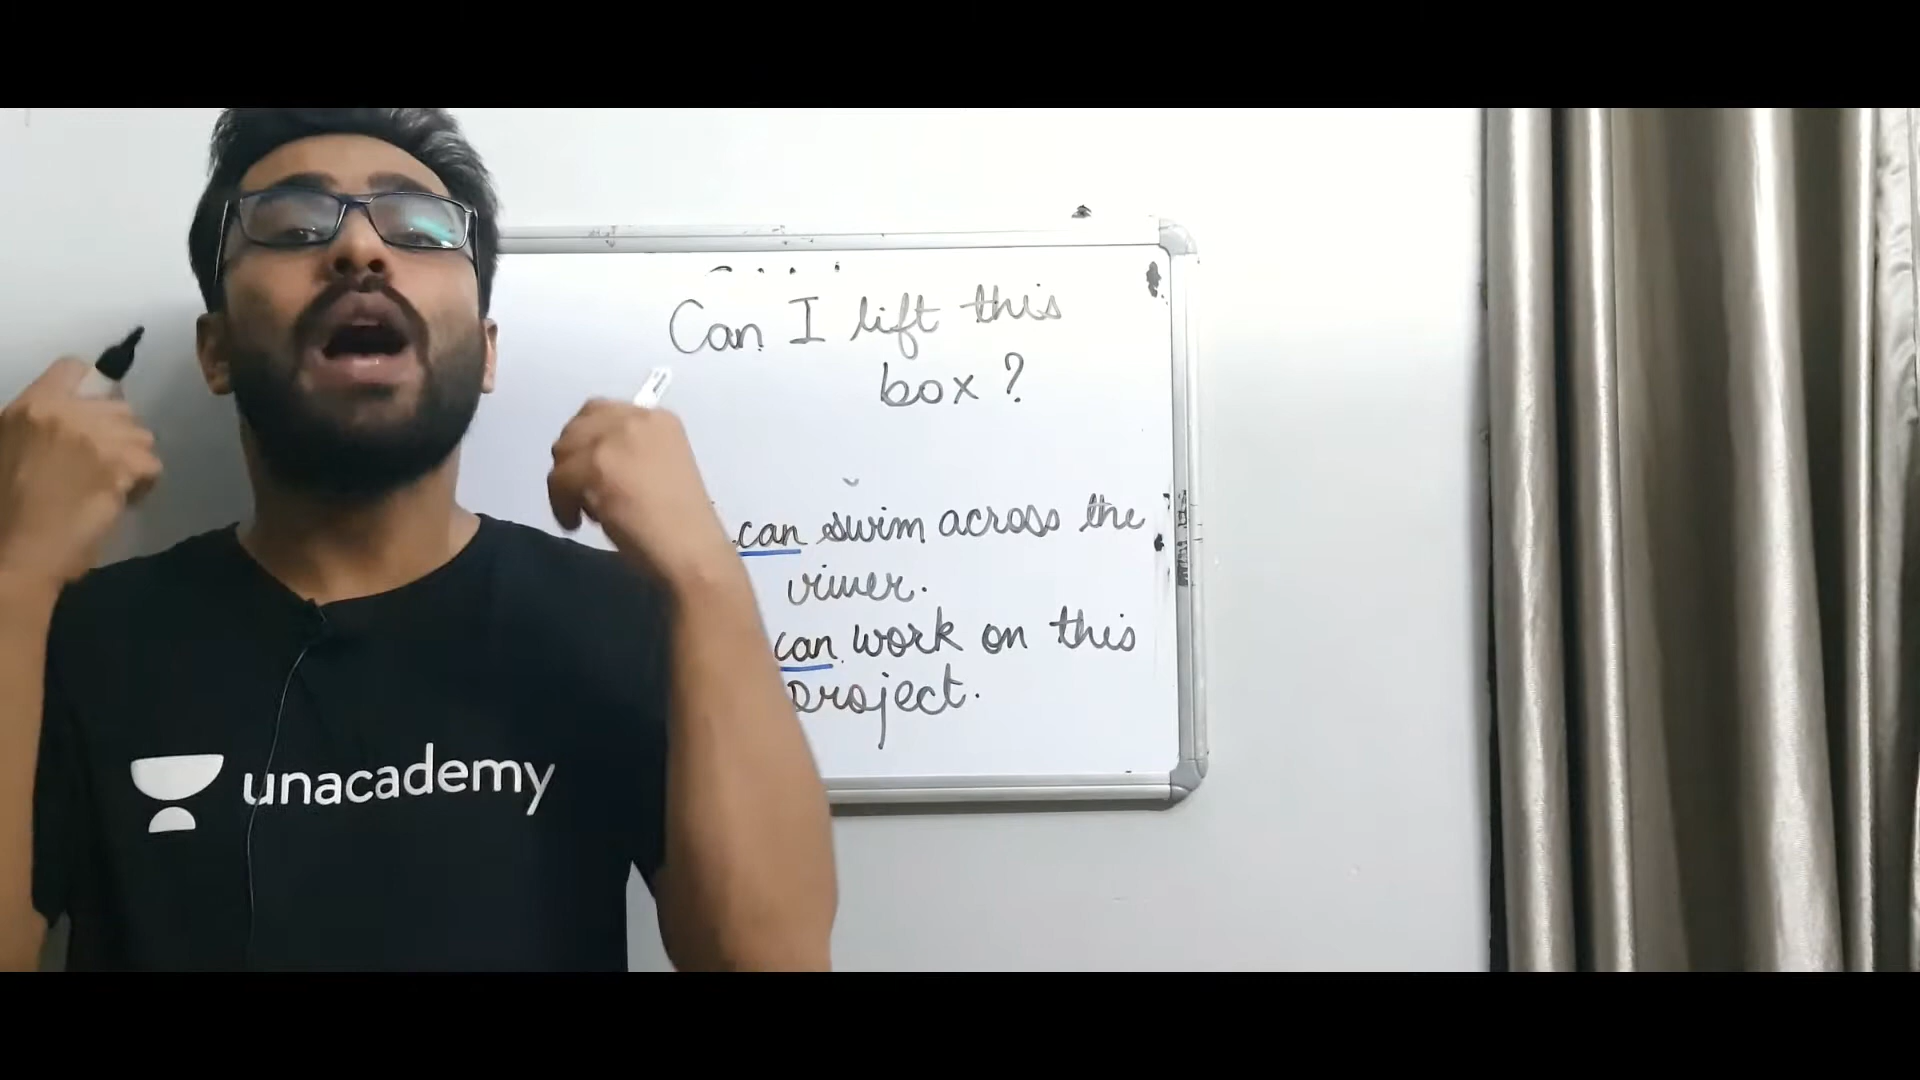 Can I lift this
box?
can swim across the
river.
can work on this
project.
unacademy